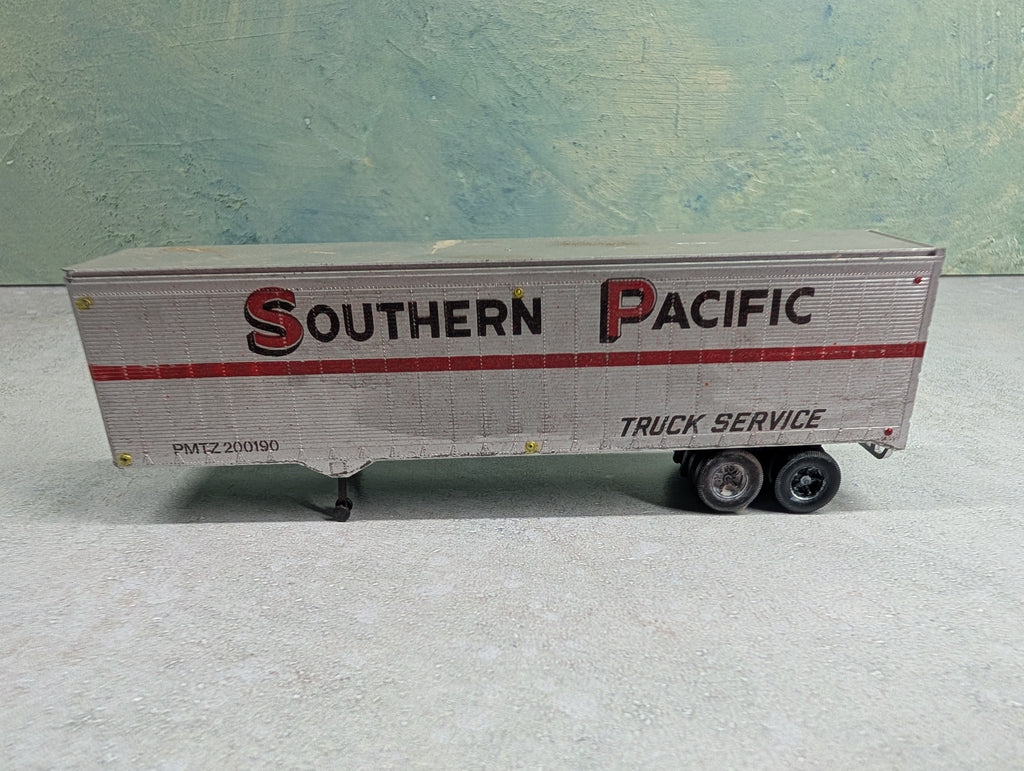 SOUTHERN PACIFIC
TRUCK SERVICE
PMTZ 200190